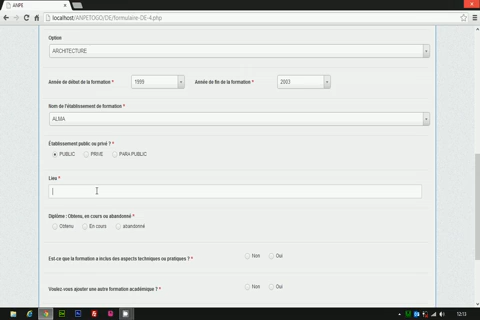 ANPE
localhost/ANPETOGO/DE/formulaire-DE-4.php
Option
ARCHITECTURE
Année de début de la formation *
1999
Année de fin de la formation *
2003
Nom de l'établissement de formation *
ALMA
Établissement public ou privé ? *
PUBLIC
PRIVE
PARA PUBLIC
Lieu *
Diplôme : Obtenu, en cours ou abandonné *
Obtenu
En cours
abandonné
Est-ce que la formation a inclus des aspects techniques ou pratiques ? *
Non
Oui
Voulez-vous ajouter une autre formation académique ? *
Non
Oui
12:13